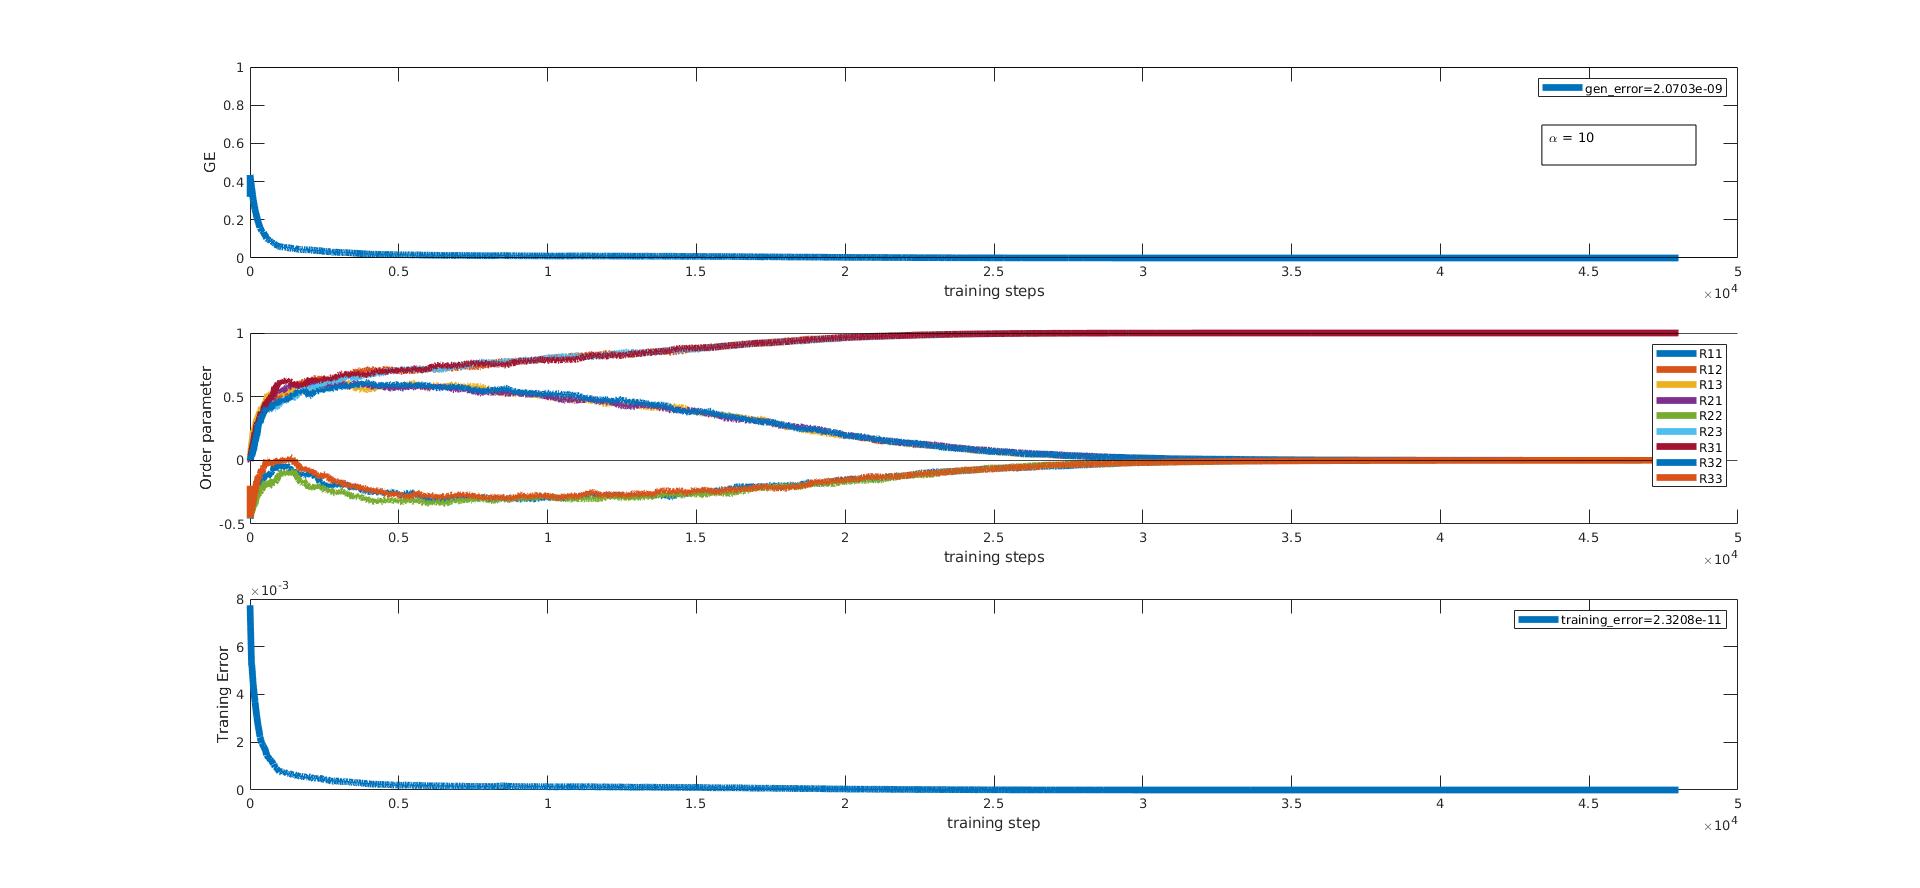 1
0.8
0.6
0.4
0.2
0
GE
gen_error=2.0703e-09
α = 10
0 0.5 1 1.5 2 2.5 3 3.5 4 4.5 5
training steps
×10^4
1
0.5
0
-0.5
Order parameter
R11
R12
R13
R21
R22
R23
R31
R32
R33
0 0.5 1 1.5 2 2.5 3 3.5 4 4.5 5
training steps
×10^4
×10^-3
8
6
4
2
0
Traning Error
training_error=2.3208e-11
0 0.5 1 1.5 2 2.5 3 3.5 4 4.5 5
training step
×10^4